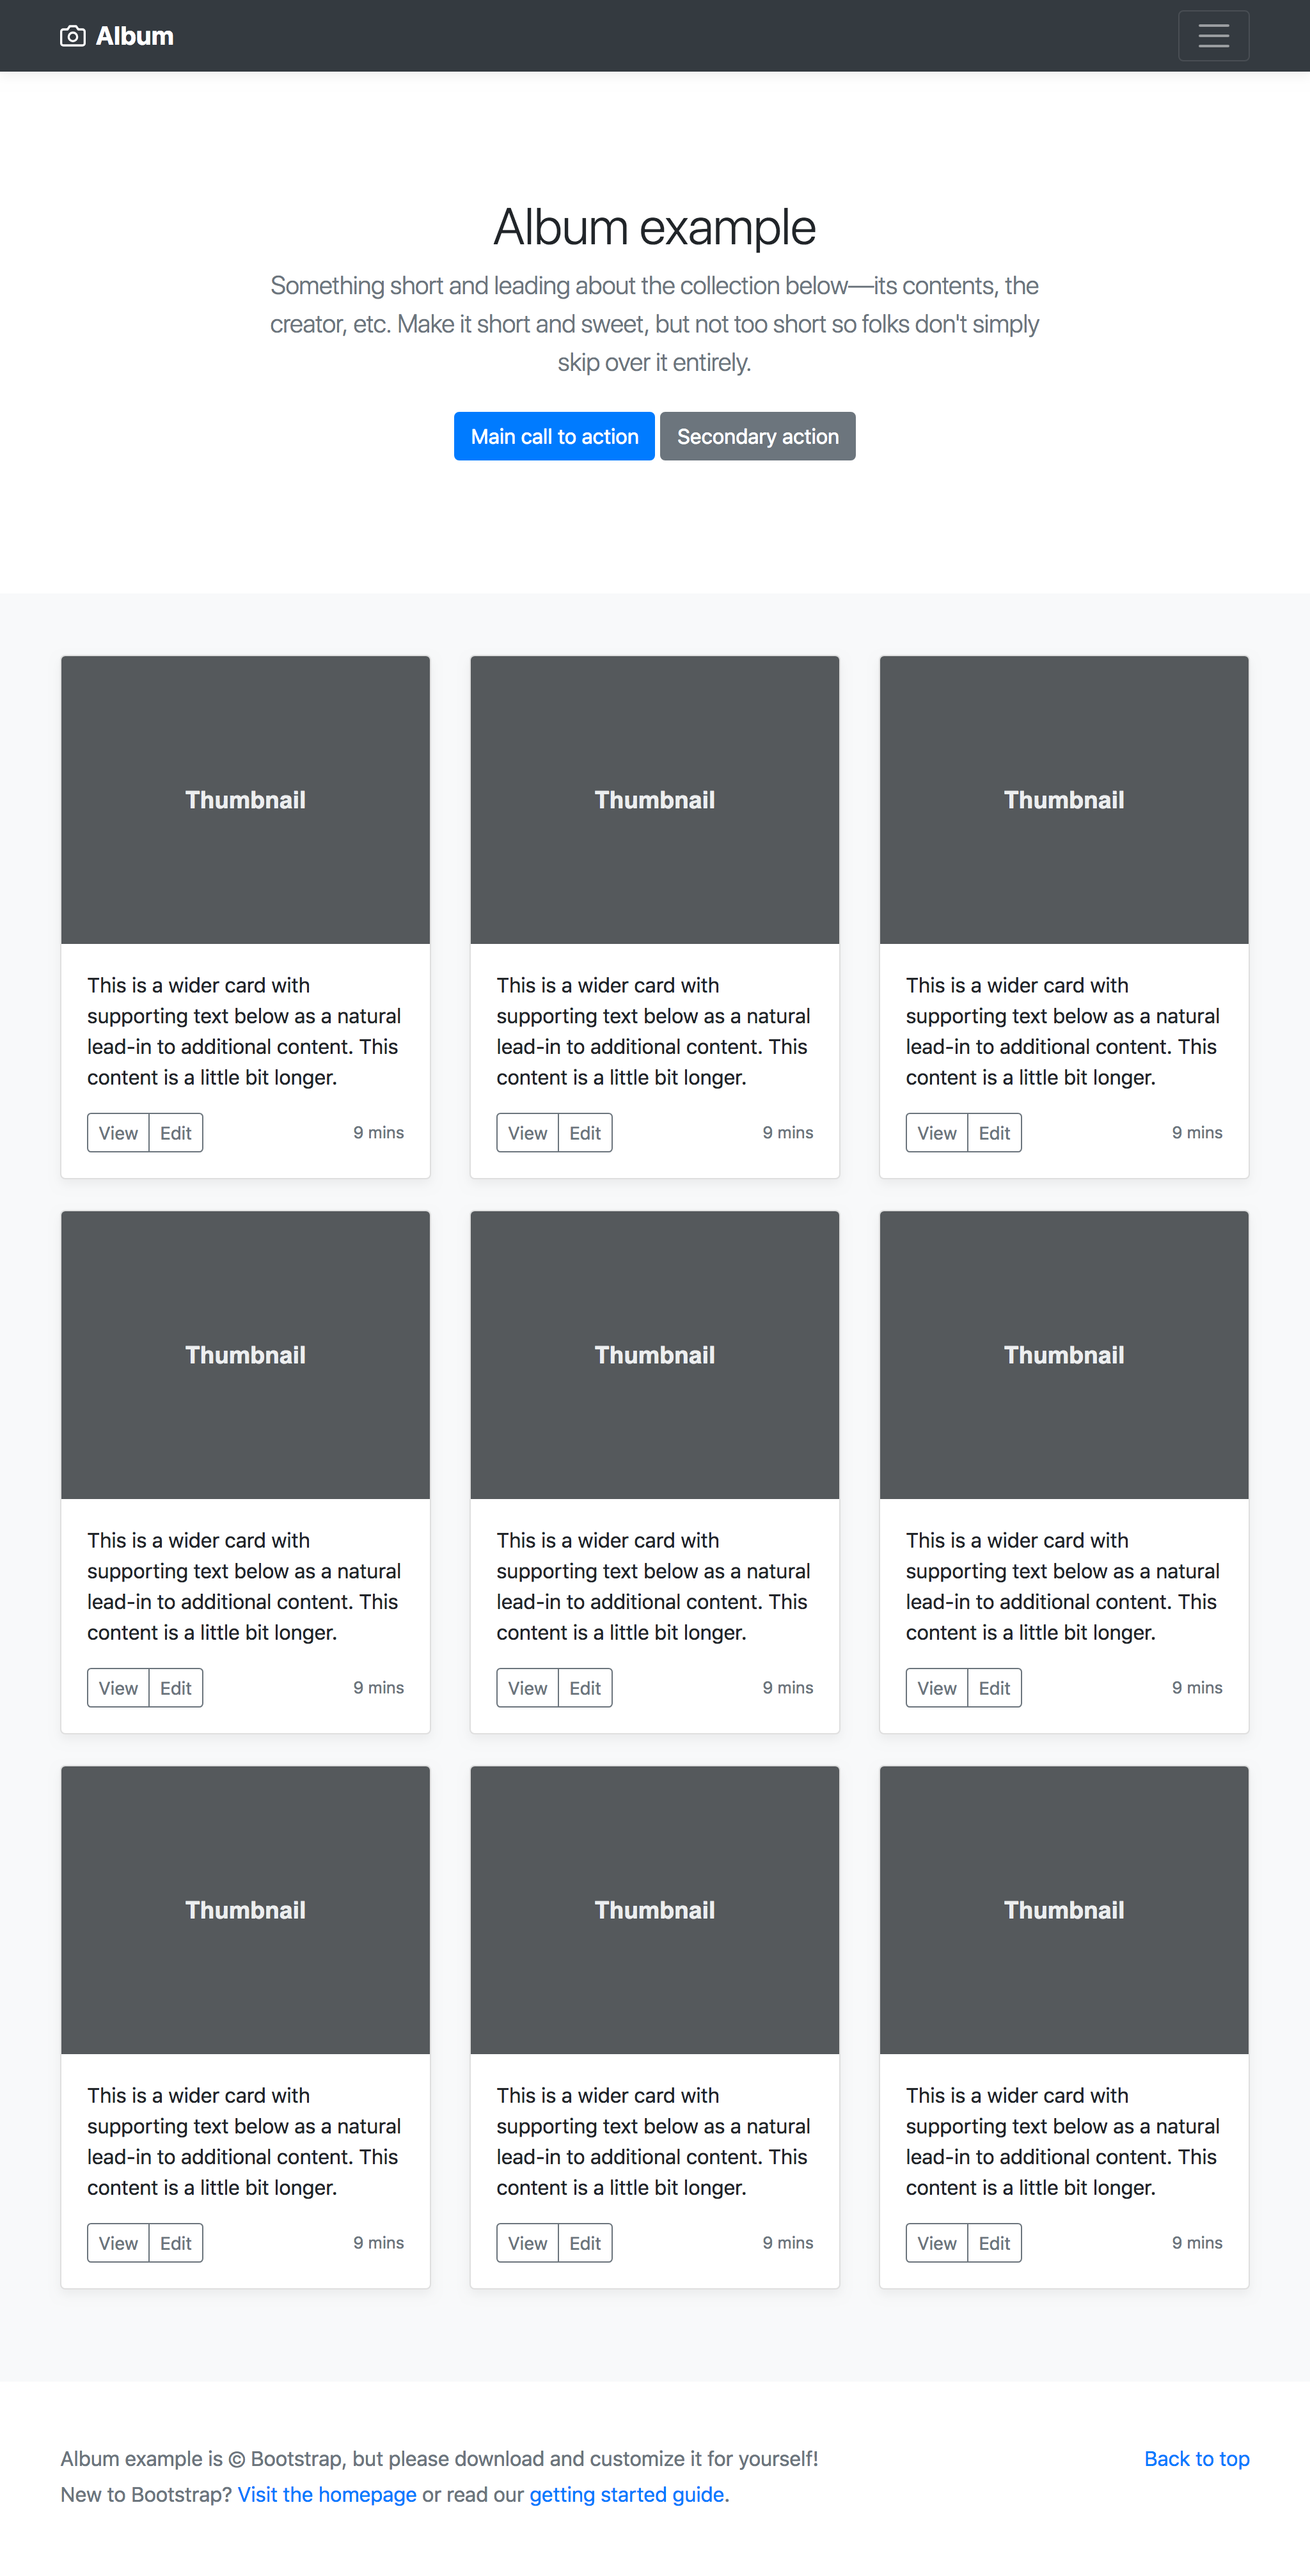 Album
Album example
Something short and leading about the collection below—its contents, the
creator, etc. Make it short and sweet, but not too short so folks don't simply
skip over it entirely.
Main call to action Secondary action
Thumbnail
This is a wider card with
supporting text below as a natural
lead-in to additional content. This
content is a little bit longer.
View Edit 9 mins
Thumbnail
This is a wider card with
supporting text below as a natural
lead-in to additional content. This
content is a little bit longer.
View Edit 9 mins
Thumbnail
This is a wider card with
supporting text below as a natural
lead-in to additional content. This
content is a little bit longer.
View Edit 9 mins
Thumbnail
This is a wider card with
supporting text below as a natural
lead-in to additional content. This
content is a little bit longer.
View Edit 9 mins
Thumbnail
This is a wider card with
supporting text below as a natural
lead-in to additional content. This
content is a little bit longer.
View Edit 9 mins
Thumbnail
This is a wider card with
supporting text below as a natural
lead-in to additional content. This
content is a little bit longer.
View Edit 9 mins
Thumbnail
This is a wider card with
supporting text below as a natural
lead-in to additional content. This
content is a little bit longer.
View Edit 9 mins
Thumbnail
This is a wider card with
supporting text below as a natural
lead-in to additional content. This
content is a little bit longer.
View Edit 9 mins
Thumbnail
This is a wider card with
supporting text below as a natural
lead-in to additional content. This
content is a little bit longer.
View Edit 9 mins
Album example is © Bootstrap, but please download and customize it for yourself! Back to top
New to Bootstrap? Visit the homepage or read our getting started guide.